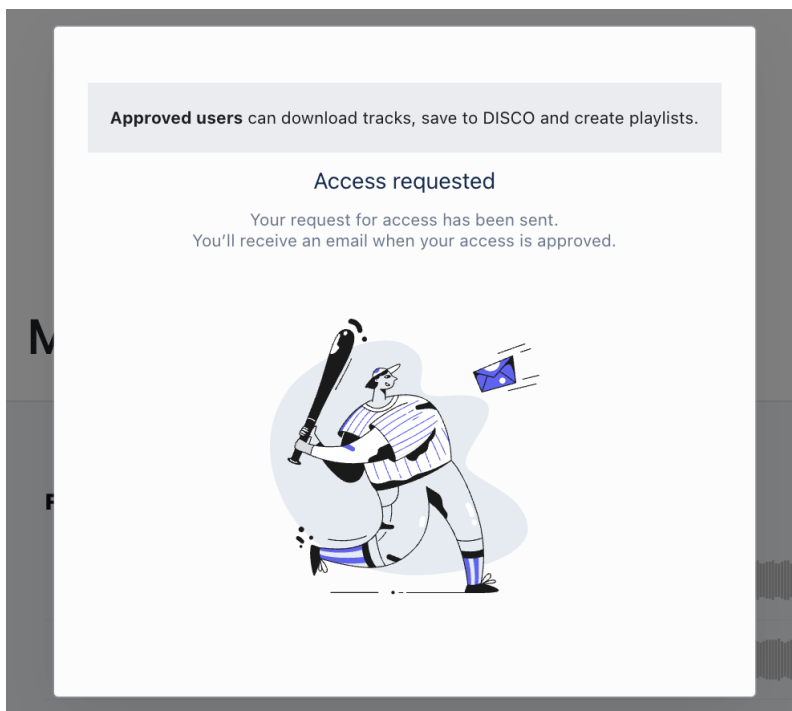 Approved users can download tracks, save to DISCO and create playlists.
Access requested
Your request for access has been sent.
You’ll receive an email when your access is approved.
M
F